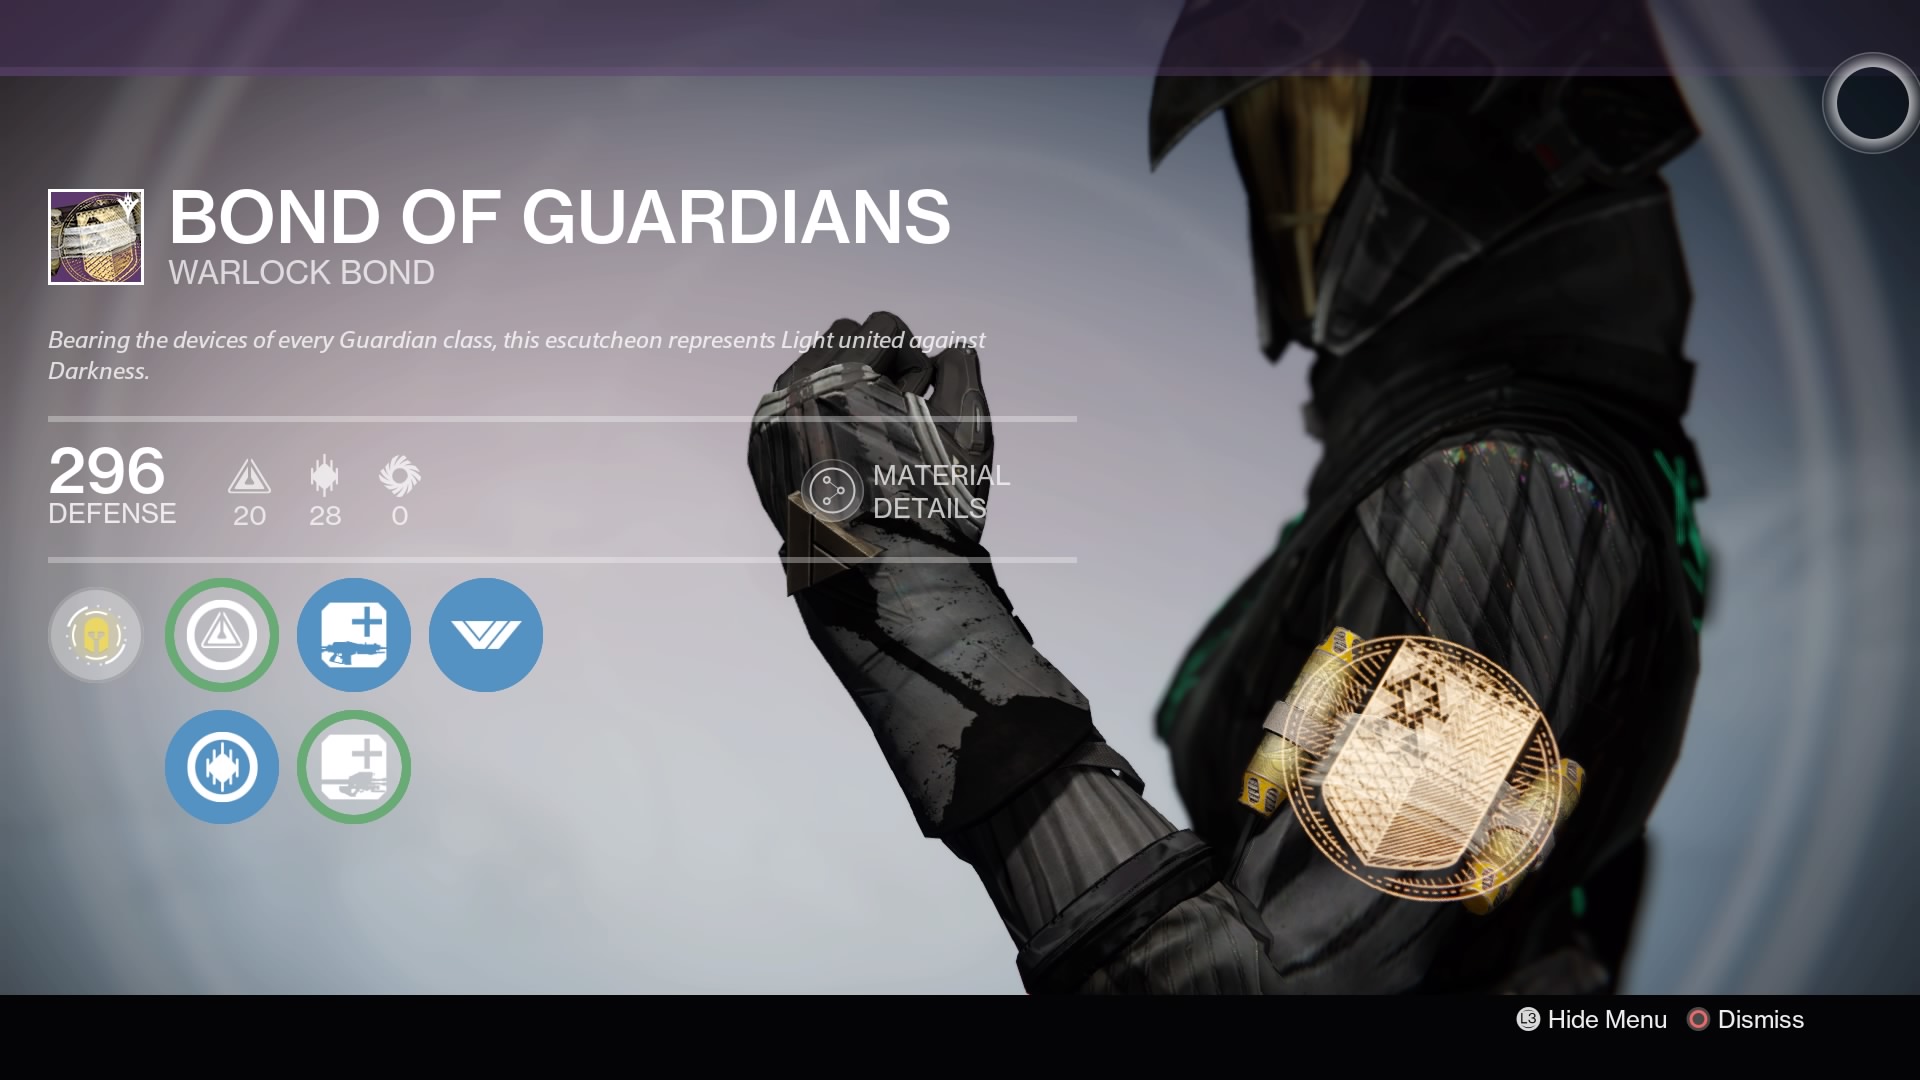 BOND OF GUARDIANS
WARLOCK BOND
Bearing the devices of every Guardian class, this escutcheon represents Light united against
Darkness.
296
DEFENSE
20 28 0
MATERIAL
DETAILS
L3 Hide Menu Dismiss